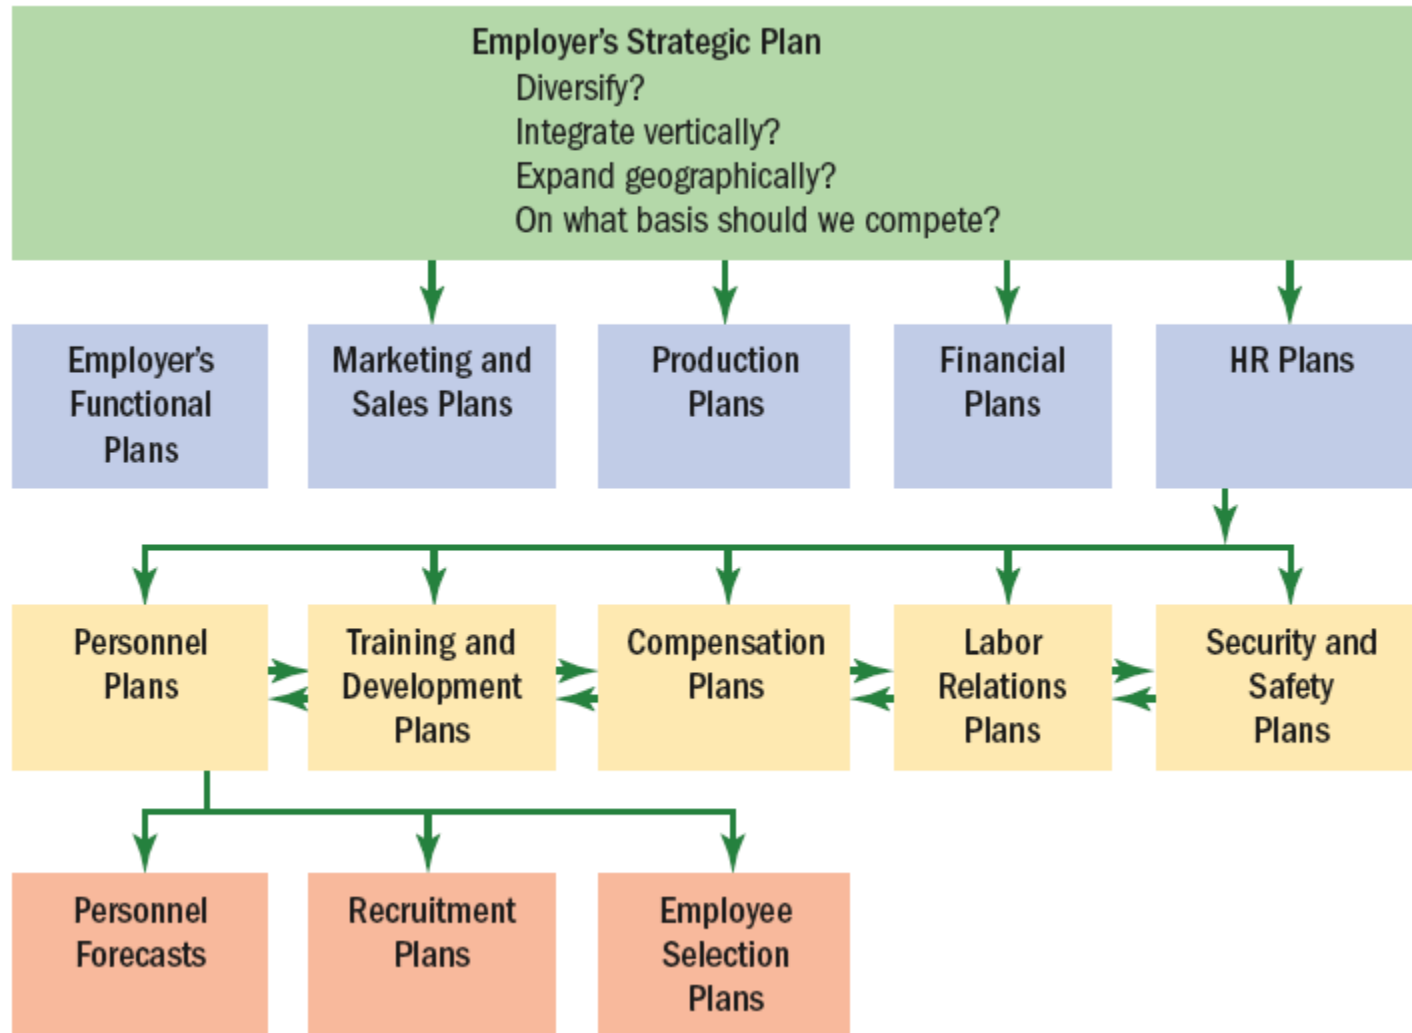 Employer’s Strategic Plan
Diversify?
Integrate vertically?
Expand geographically?
On what basis should we compete?
Employer’s
Functional
Plans
Marketing and
Sales Plans
Production
Plans
Financial
Plans
HR Plans
Personnel
Plans
Training and
Development
Plans
Compensation
Plans
Labor
Relations
Plans
Security and
Safety
Plans
Personnel
Forecasts
Recruitment
Plans
Employee
Selection
Plans